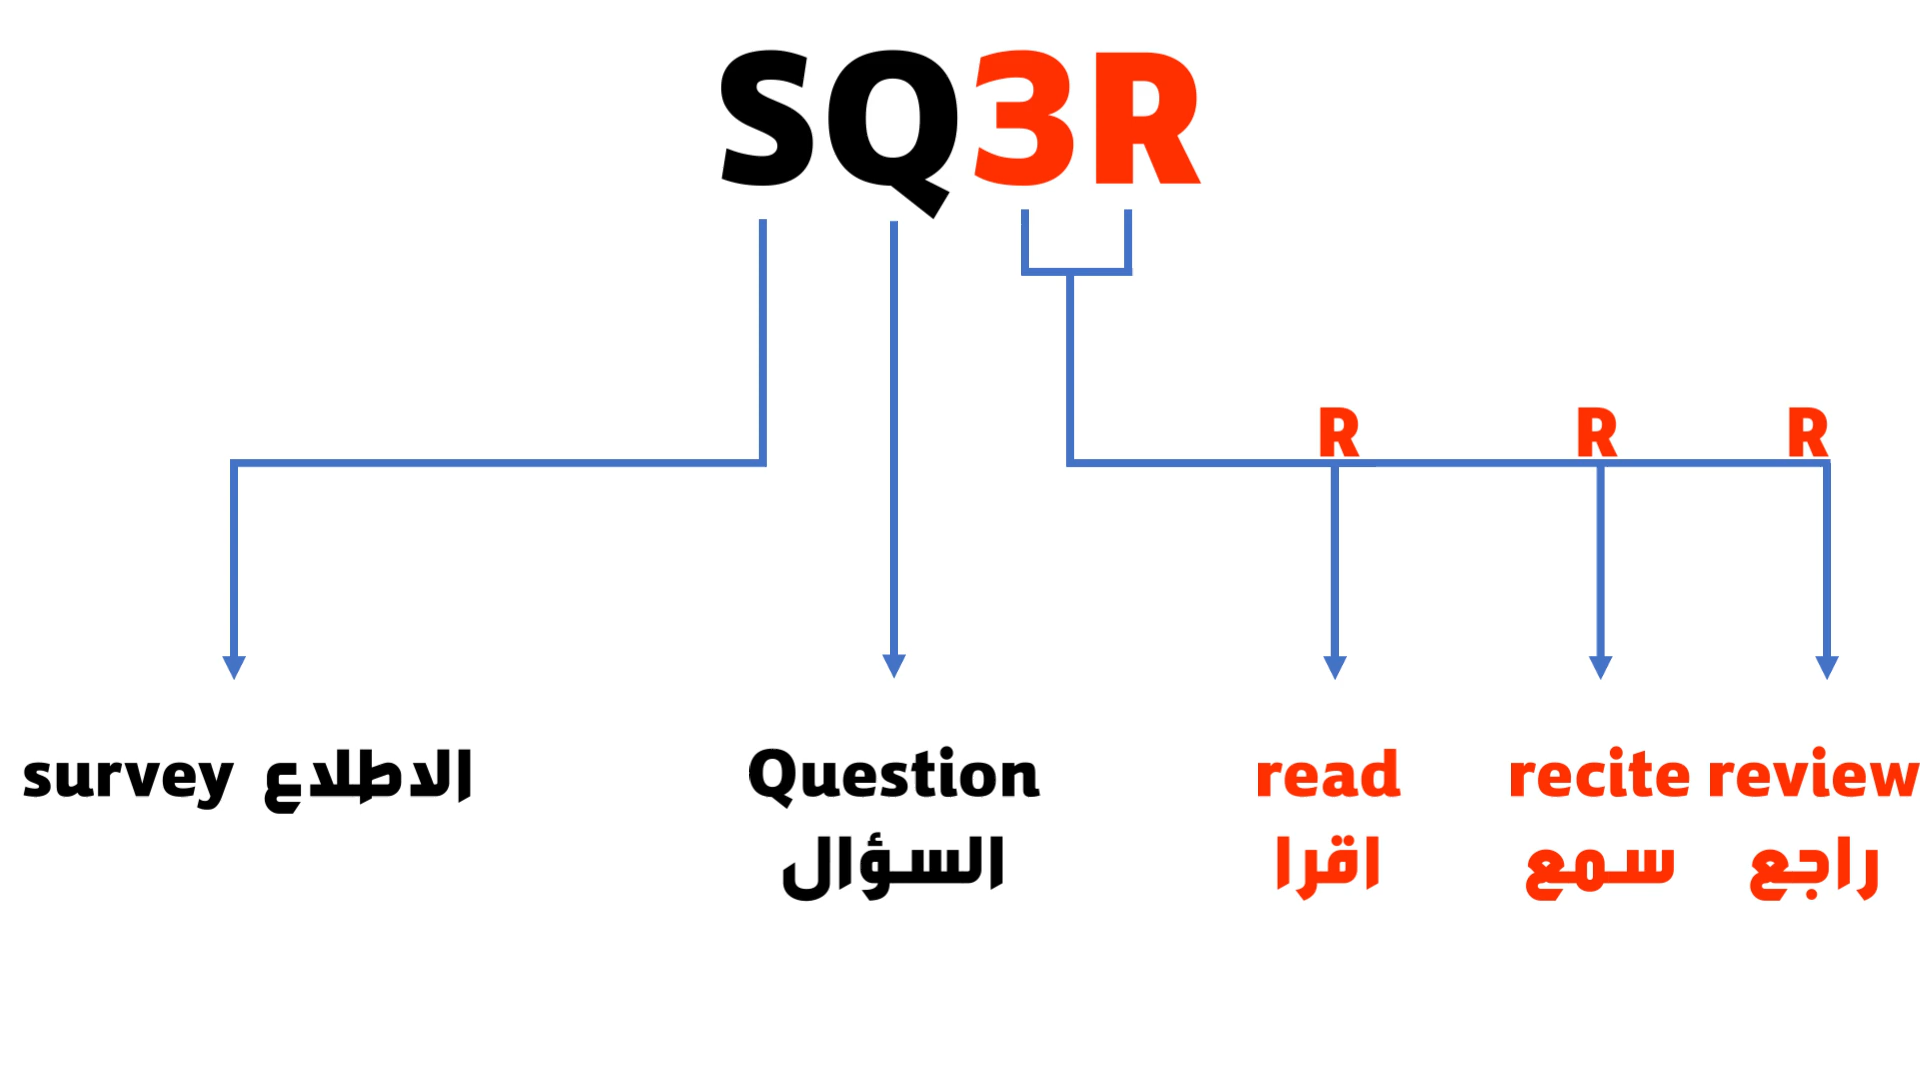 SQ3R
R R R
survey الاطلاع
Question
السؤال
read
اقرا
recite
سمع
review
راجع